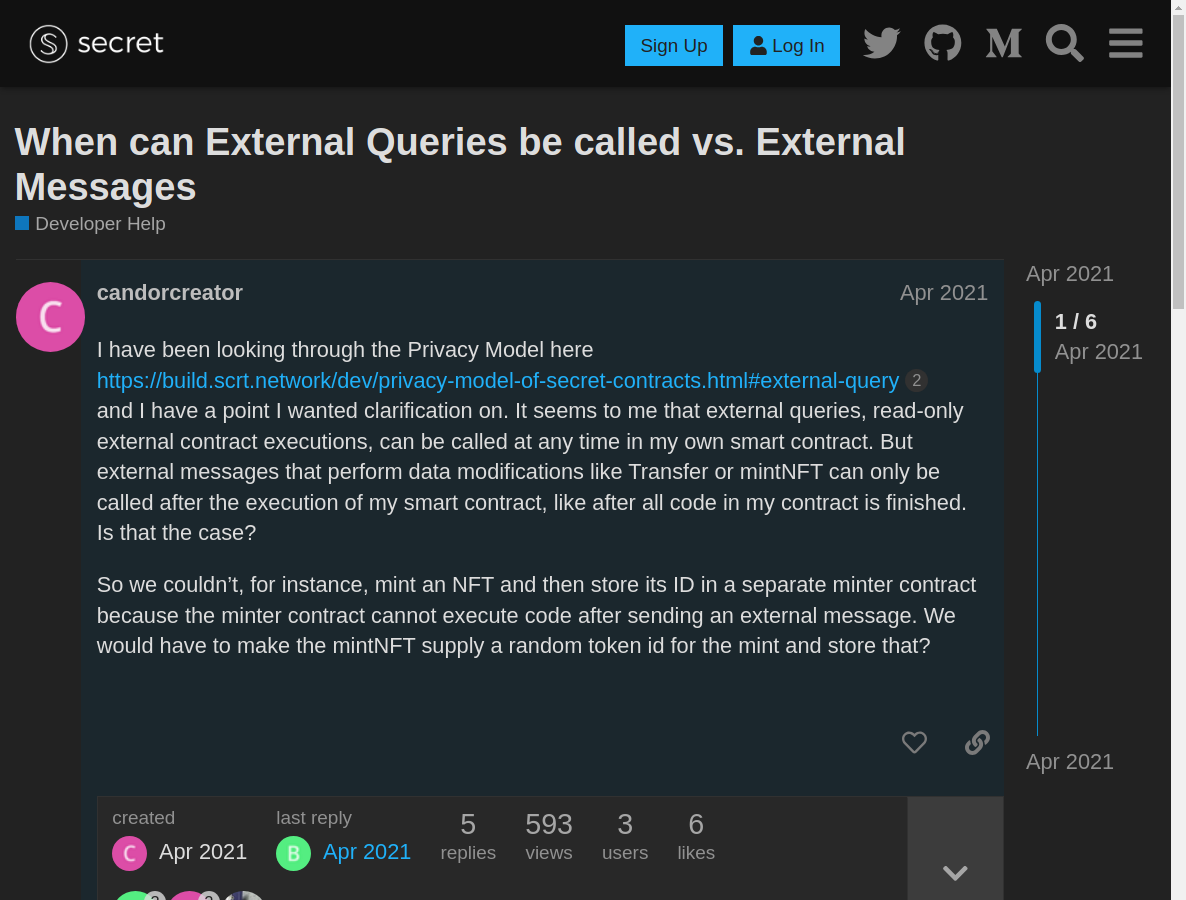 secret
Sign Up
Log In
When can External Queries be called vs. External
Messages
Developer Help
candorcreator
Apr 2021
C
I have been looking through the Privacy Model here
https://build.scrt.network/dev/privacy-model-of-secret-contracts.html#external-query 2
and I have a point I wanted clarification on. It seems to me that external queries, read-only
external contract executions, can be called at any time in my own smart contract. But
external messages that perform data modifications like Transfer or mintNFT can only be
called after the execution of my smart contract, like after all code in my contract is finished.
Is that the case?
So we couldn’t, for instance, mint an NFT and then store its ID in a separate minter contract
because the minter contract cannot execute code after sending an external message. We
would have to make the mintNFT supply a random token id for the mint and store that?
Apr 2021
1 / 6
Apr 2021
Apr 2021
created
C Apr 2021
last reply
B Apr 2021
5
replies
593
views
3
users
6
likes